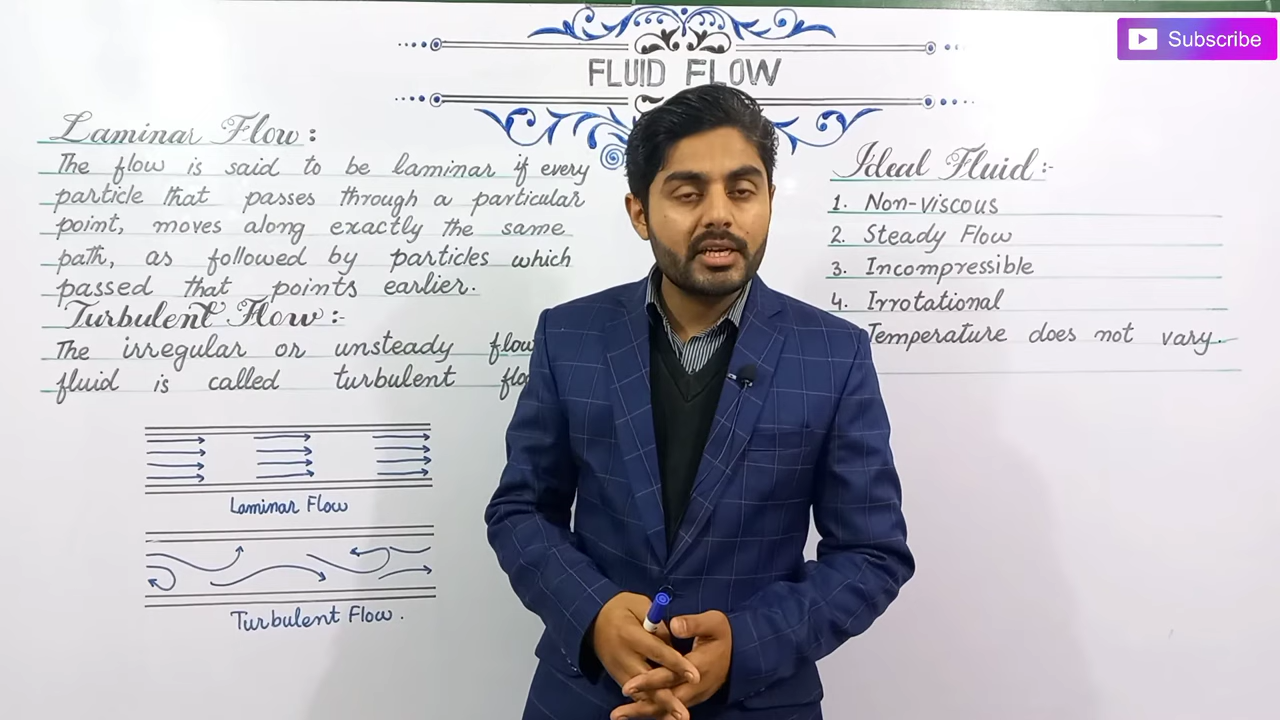 Subscribe
FLUID FLOW
Laminar Flow:
The flow is said to be laminar if every
particle that passes through a particular
point, moves along exactly the same
path, as followed by particles which
passed that points earlier.
Turbulent Flow:-
The irregular or unsteady flow
fluid is called turbulent
Laminar Flow
Turbulent Flow.
Ideal Fluid:-
1. Non-viscous
2. Steady Flow
3. Incompressible
4. Irrotational
Temperature does not vary.